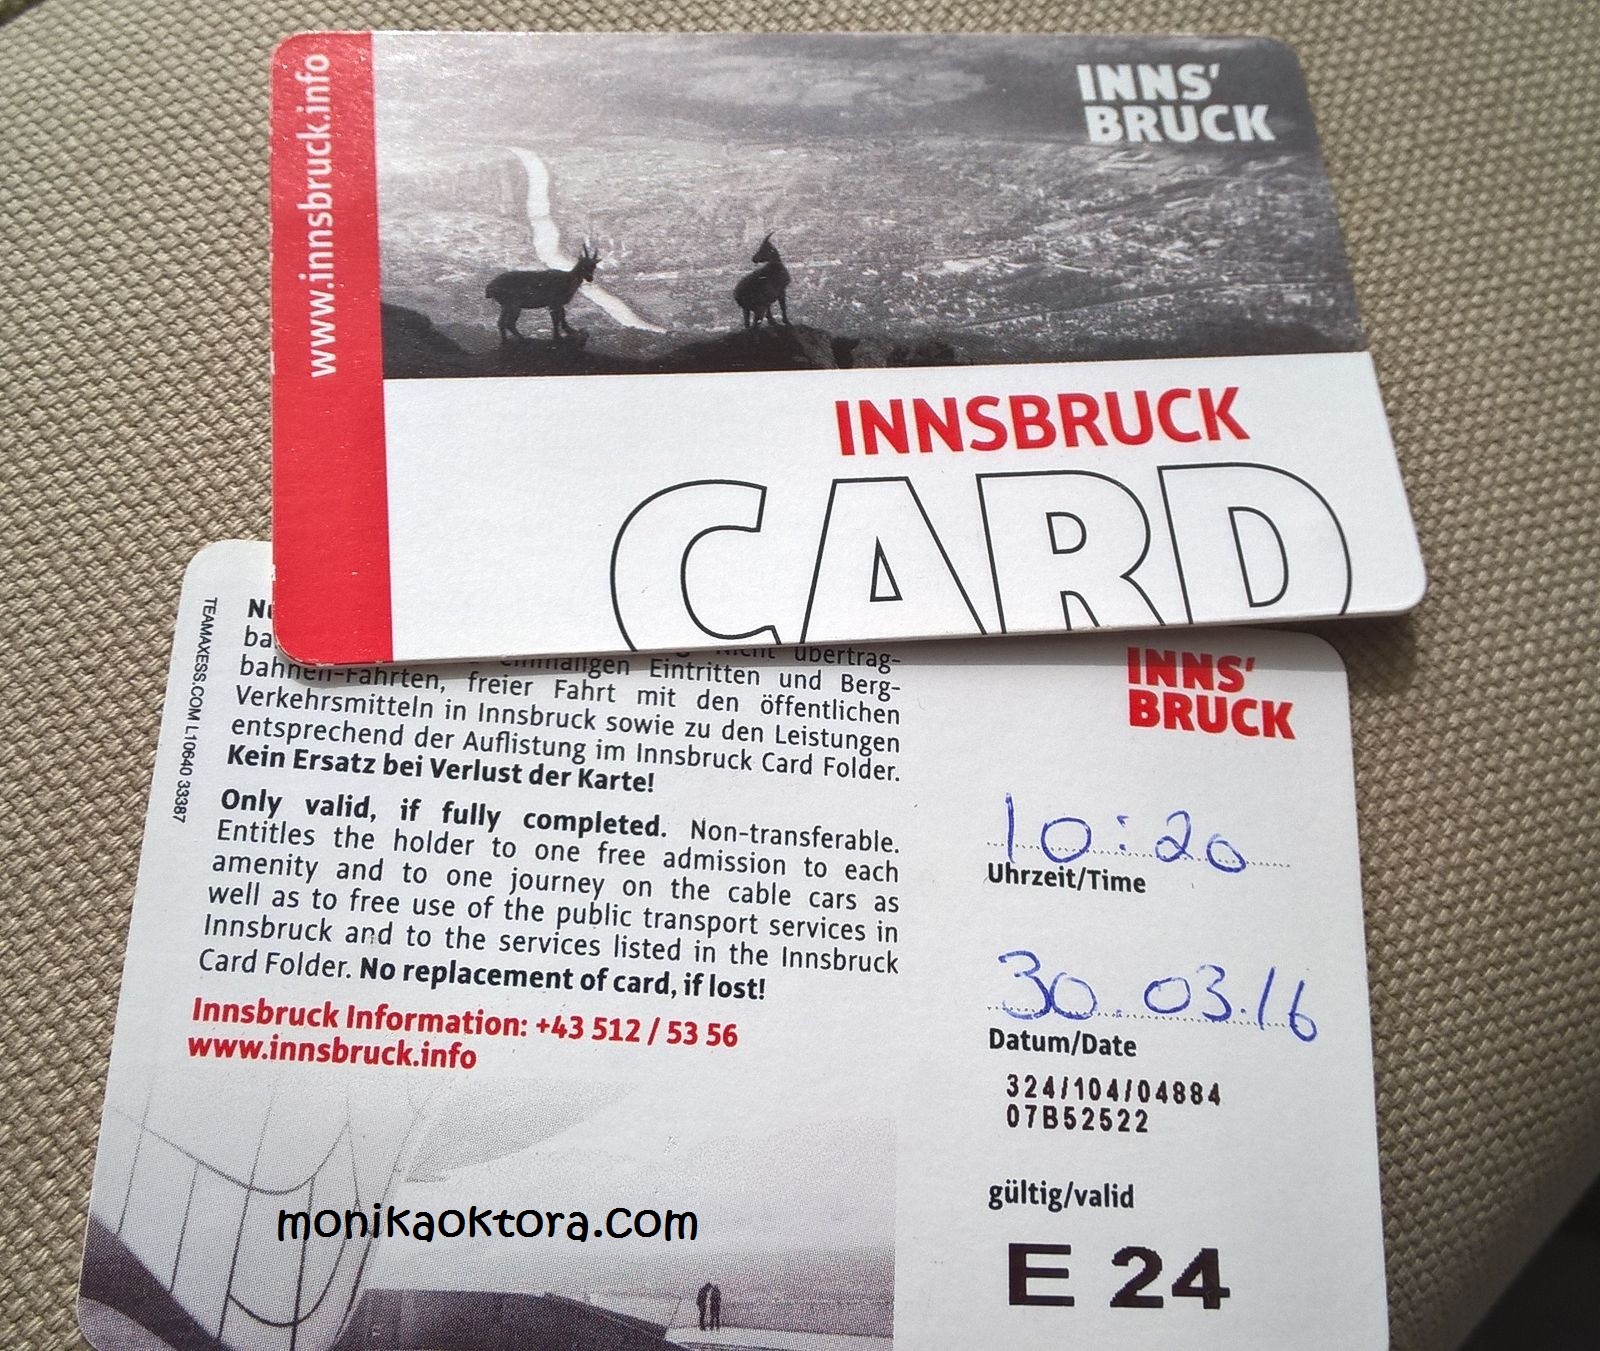 www.innsbruck.info
INNS'
BRUCK
INNSBRUCK
CARD
TEAMAXESS.COM L10640 33387
bahnen-Fahrten, freier Fahrt mit den öffentlichen
Verkehrsmitteln in Innsbruck sowie zu den Leistungen
entsprechend der Auflistung im Innsbruck Card Folder.
Kein Ersatz bei Verlust der Karte!
Only valid, if fully completed. Non-transferable.
Entitles the holder to one free admission to each
amenity and to one journey on the cable cars as
well as to free use of the public transport services in
Innsbruck and to the services listed in the Innsbruck
Card Folder. No replacement of card, if lost!
Innsbruck Information: +43 512 / 53 56
www.innsbruck.info
INNS'
BRUCK
10:20
Uhrzeit/Time
30.03.16
Datum/Date
324/104/04884
07B52522
gültig/valid
E 24
monikaoktora.com